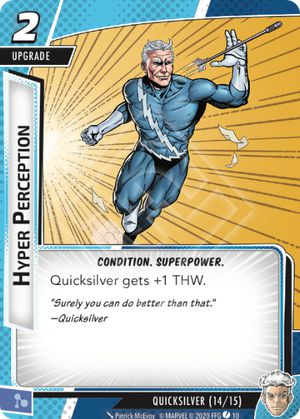 2
UPGRADE
HYPER PERCEPTION
CONDITION. SUPERPOWER.
Quicksilver gets +1 THW.
"Surely you can do better than that."
—Quicksilver
QUICKSILVER (14/15)
Patrick McEvoy © MARVEL © 2020 FFG 10